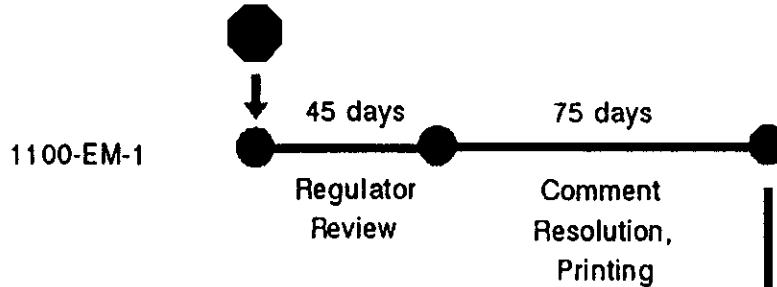 45 days
75 days
1100-EM-1
Regulator
Review
Comment
Resolution,
Printing